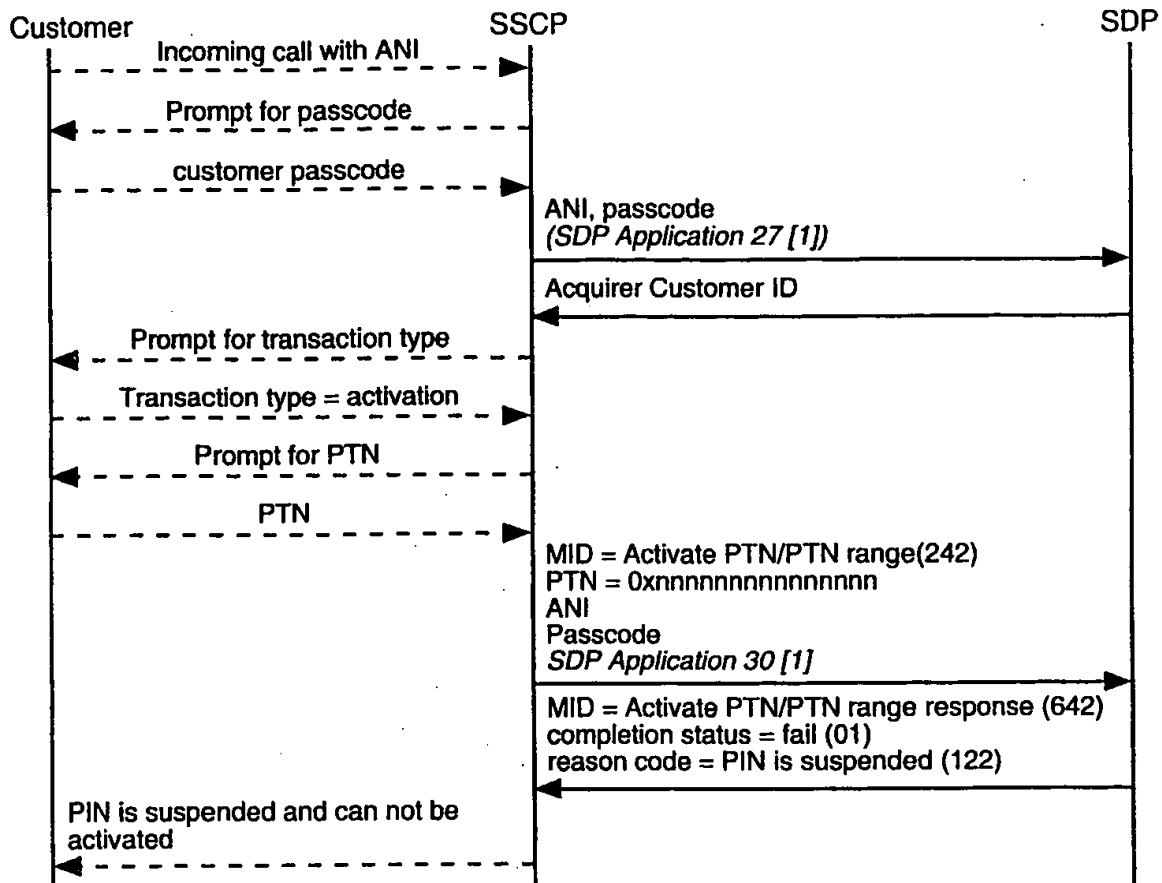 Customer
SSCP
SDP
Incoming call with ANI
Prompt for passcode
customer passcode
ANI, passcode
(SDP Application 27 [1])
Acquirer Customer ID
Prompt for transaction type
Transaction type = activation
Prompt for PTN
PTN
MID = Activate PTN/PTN range(242)
PTN = 0xnnnnnnnnnnnnnnnn
ANI
Passcode
SDP Application 30 [1]
MID = Activate PTN/PTN range response (642)
completion status = fail (01)
reason code = PIN is suspended (122)
PIN is suspended and can not be
activated